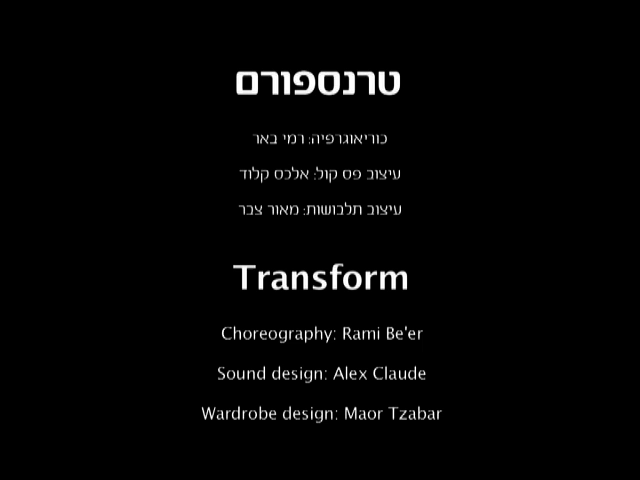 טרנספורם
כוריאוגרפיה: רמי באר
עיצוב פס קול: אלכס קלוד
עיצוב תלבושות: מאור צבר
Transform
Choreography: Rami Be'er
Sound design: Alex Claude
Wardrobe design: Maor Tzabar